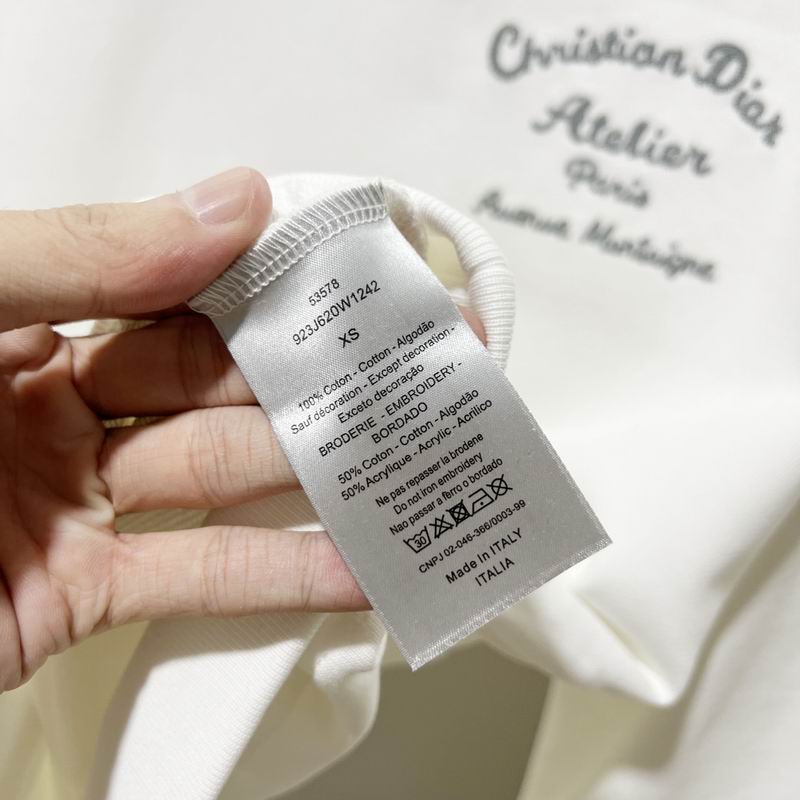 Christian Dior
Atelier
Paris
Avenue Montaigne
53578
923J620W1242
XS
100% Coton - Cotton - Algodão
Sauf décoration - Except decoration -
Exceto decoração
BRODERIE - EMBROIDERY -
BORDADO
50% Coton - Cotton - Algodão
50% Acrylique - Acrylic - Acrílico
Ne pas repasser la broderie
Do not iron embroidery
Nao passar a ferro o bordado
30
CNPJ 02-046-366/0003-99
Made In ITALY
ITALIA